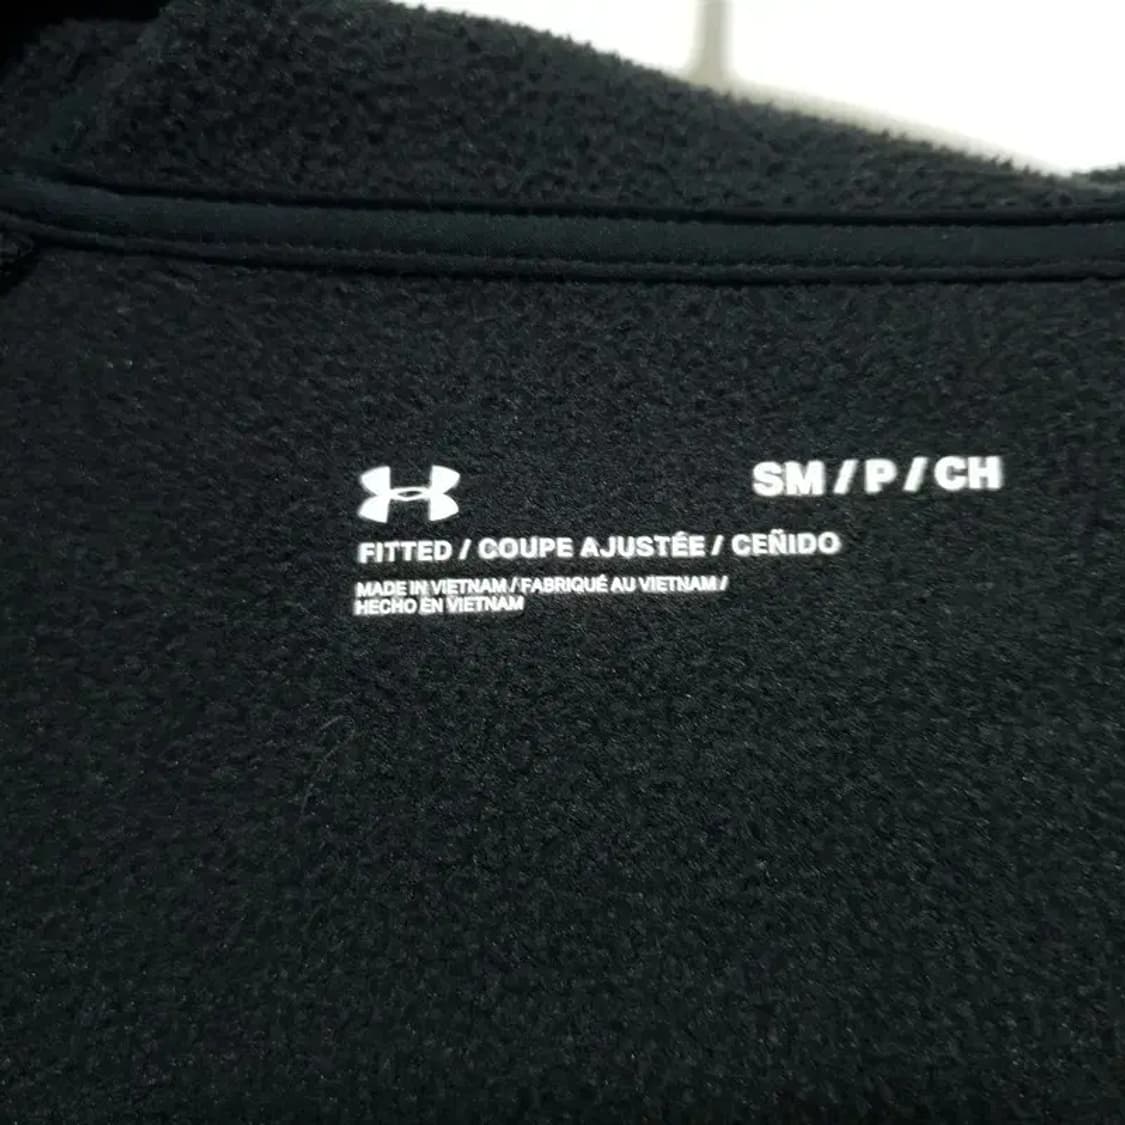 SM / P / CH
FITTED / COUPE AJUSTÉE / CEÑIDO
MADE IN VIETNAM / FABRIQUÉ AU VIETNAM /
HECHO EN VIETNAM